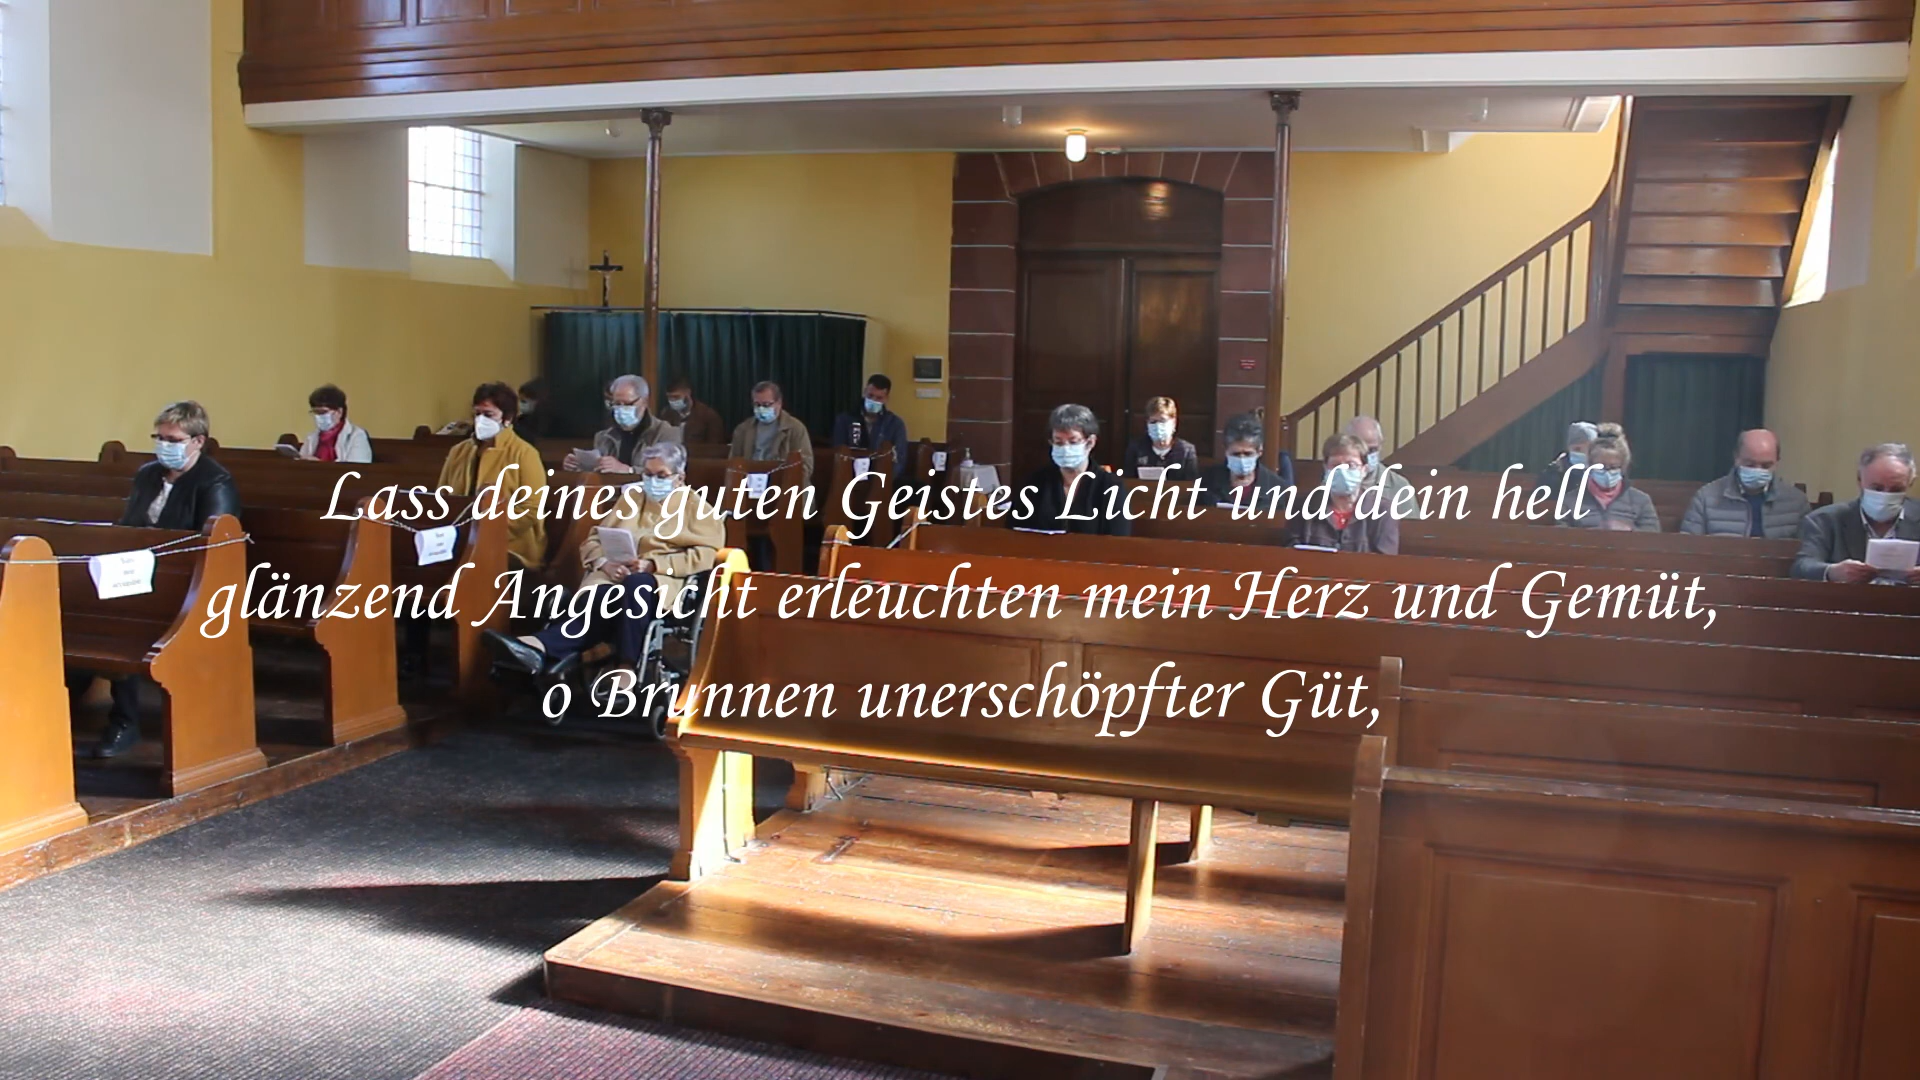 Lass deines guten Geistes Licht und dein hell
glänzend Angesicht erleuchten mein Herz und Gemüt,
o Brunnen unerschöpfter Güt,